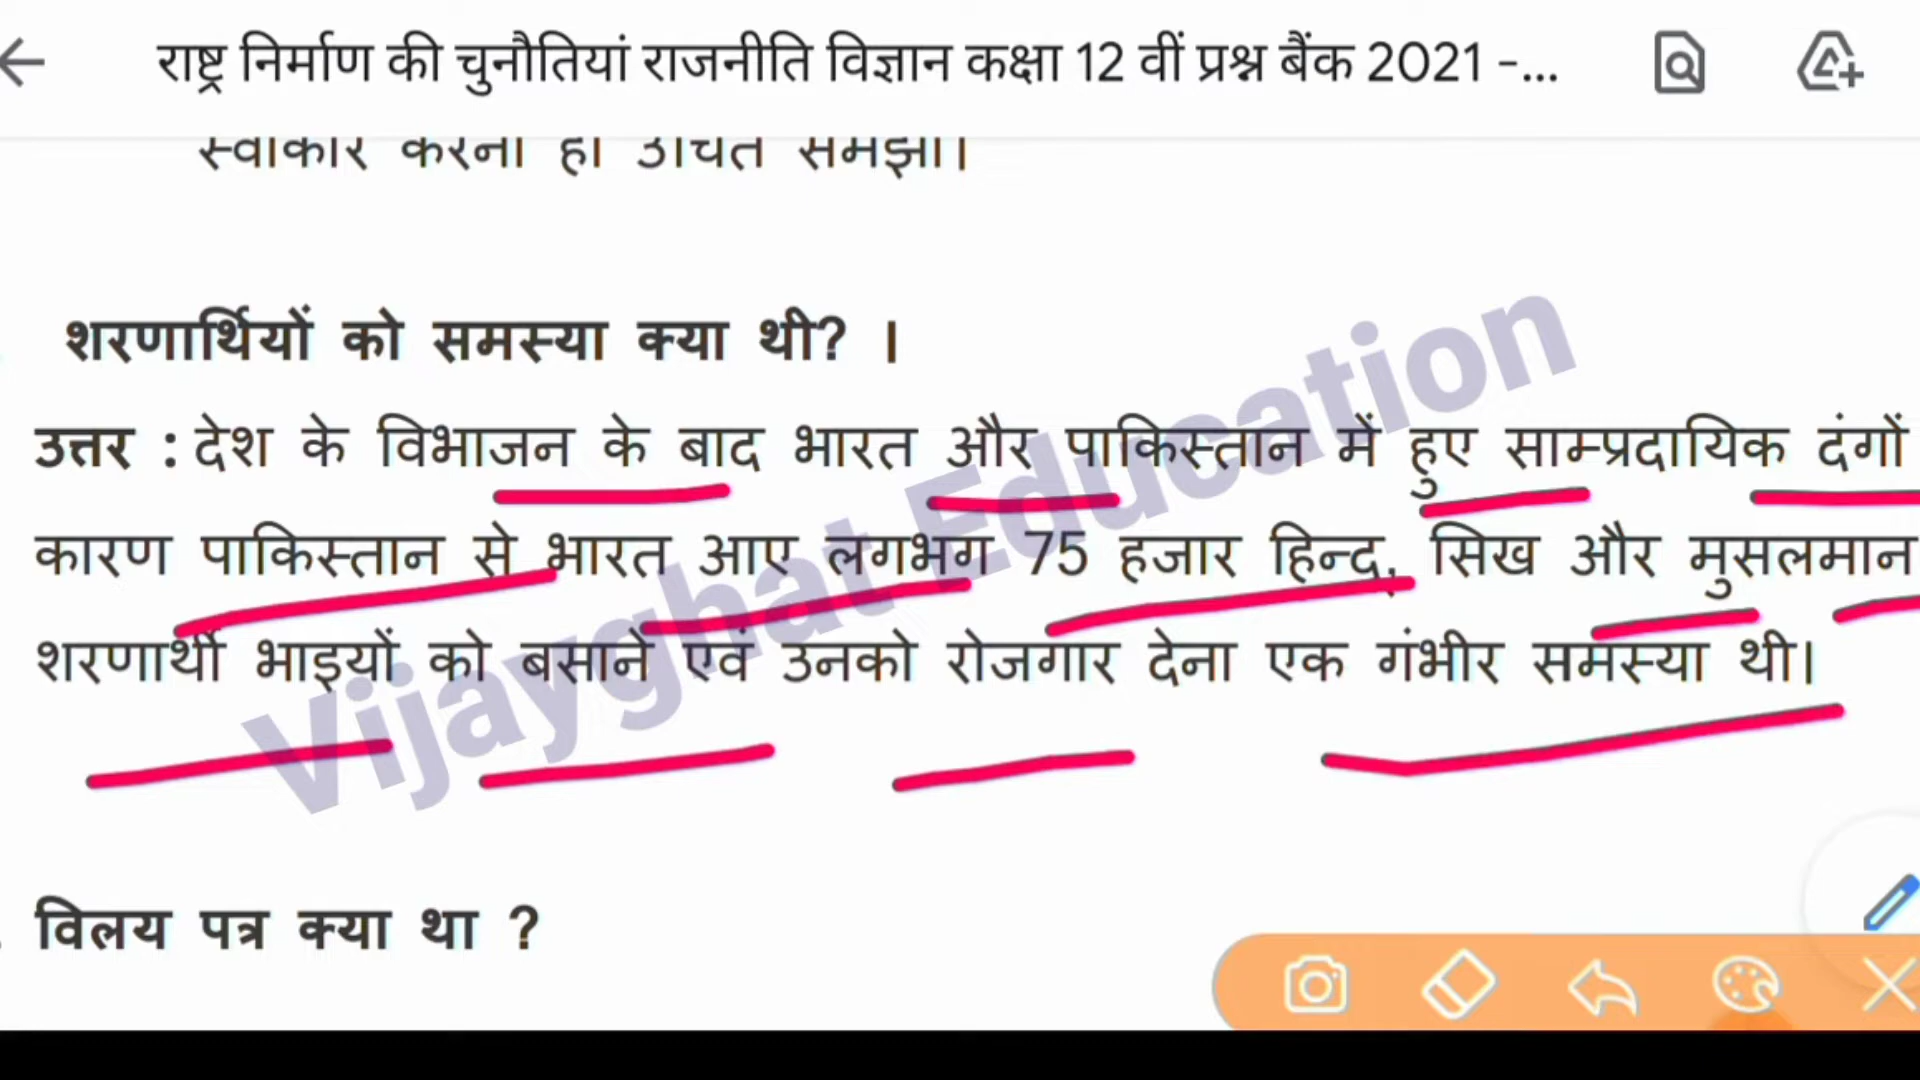 राष्ट्र निर्माण की चुनौतियां राजनीति विज्ञान कक्षा 12 वीं प्रश्न बैंक 2021 -...
स्वीकार करना ही उचित समझा।
शरणार्थियों को समस्या क्या थी? ।
उत्तर : देश के विभाजन के बाद भारत और पाकिस्तान में हुए साम्प्रदायिक दंगों
कारण पाकिस्तान से भारत आए लगभग 75 हजार हिन्दू, सिख और मुसलमान
शरणार्थी भाइयों को बसाने एवं उनको रोजगार देना एक गंभीर समस्या थी।
Vijayghat Education
विलय पत्र क्या था ?